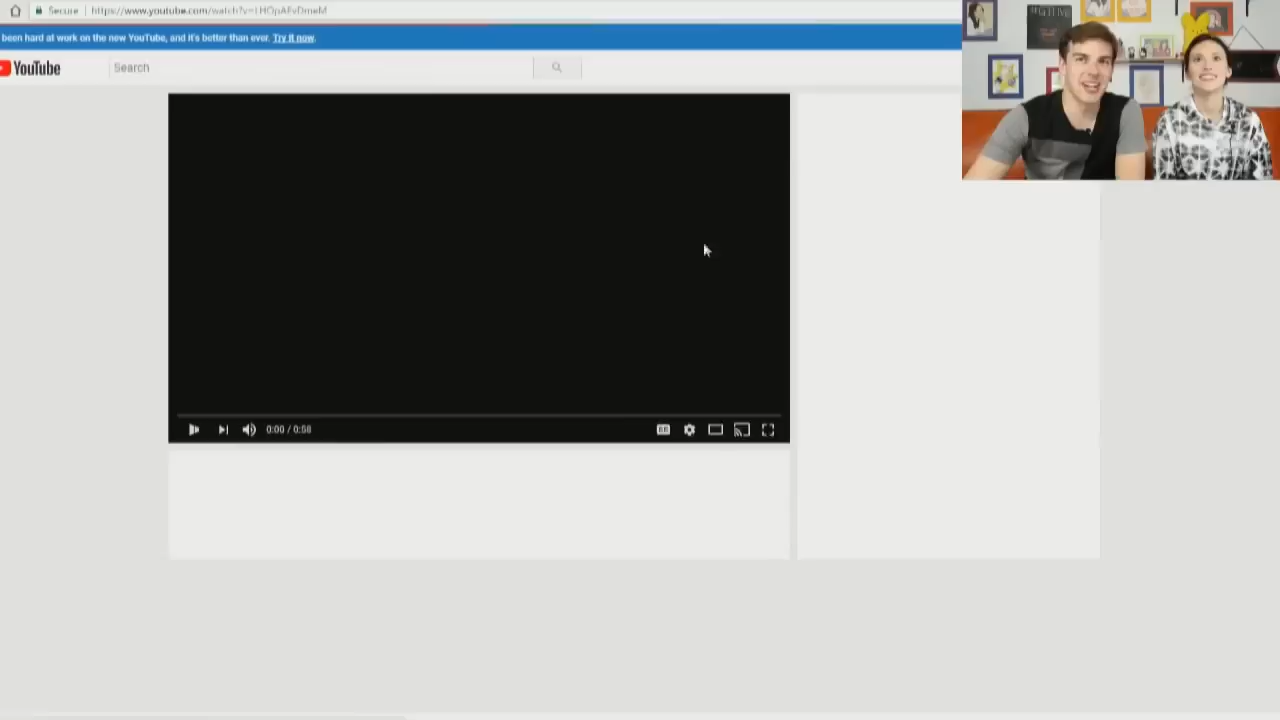 Secure https://www.youtube.com/watch?v=
been hard at work on the new YouTube, and it's better than ever. Try it now.
YouTube
Search
0:00 / 0:58